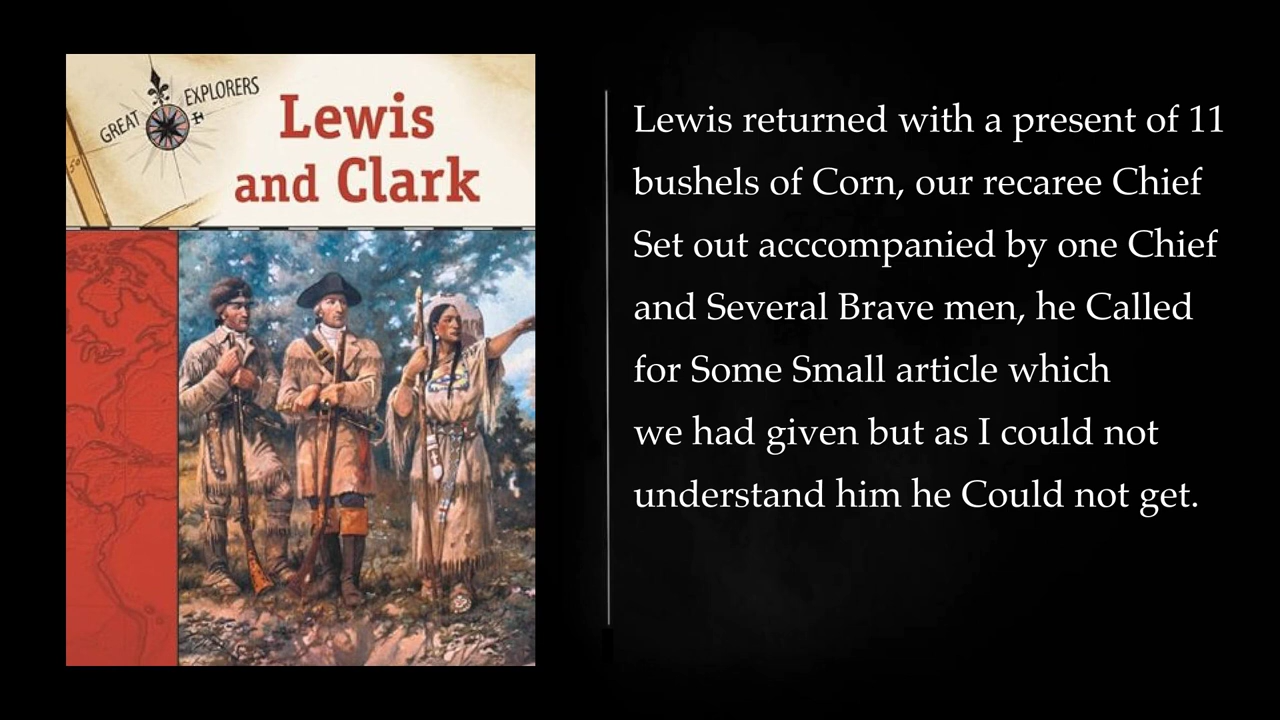 GREAT EXPLORERS
Lewis
and Clark
50
Lewis returned with a present of 11
bushels of Corn, our recaree Chief
Set out acccompanied by one Chief
and Several Brave men, he Called
for Some Small article which
we had given but as I could not
understand him he Could not get.